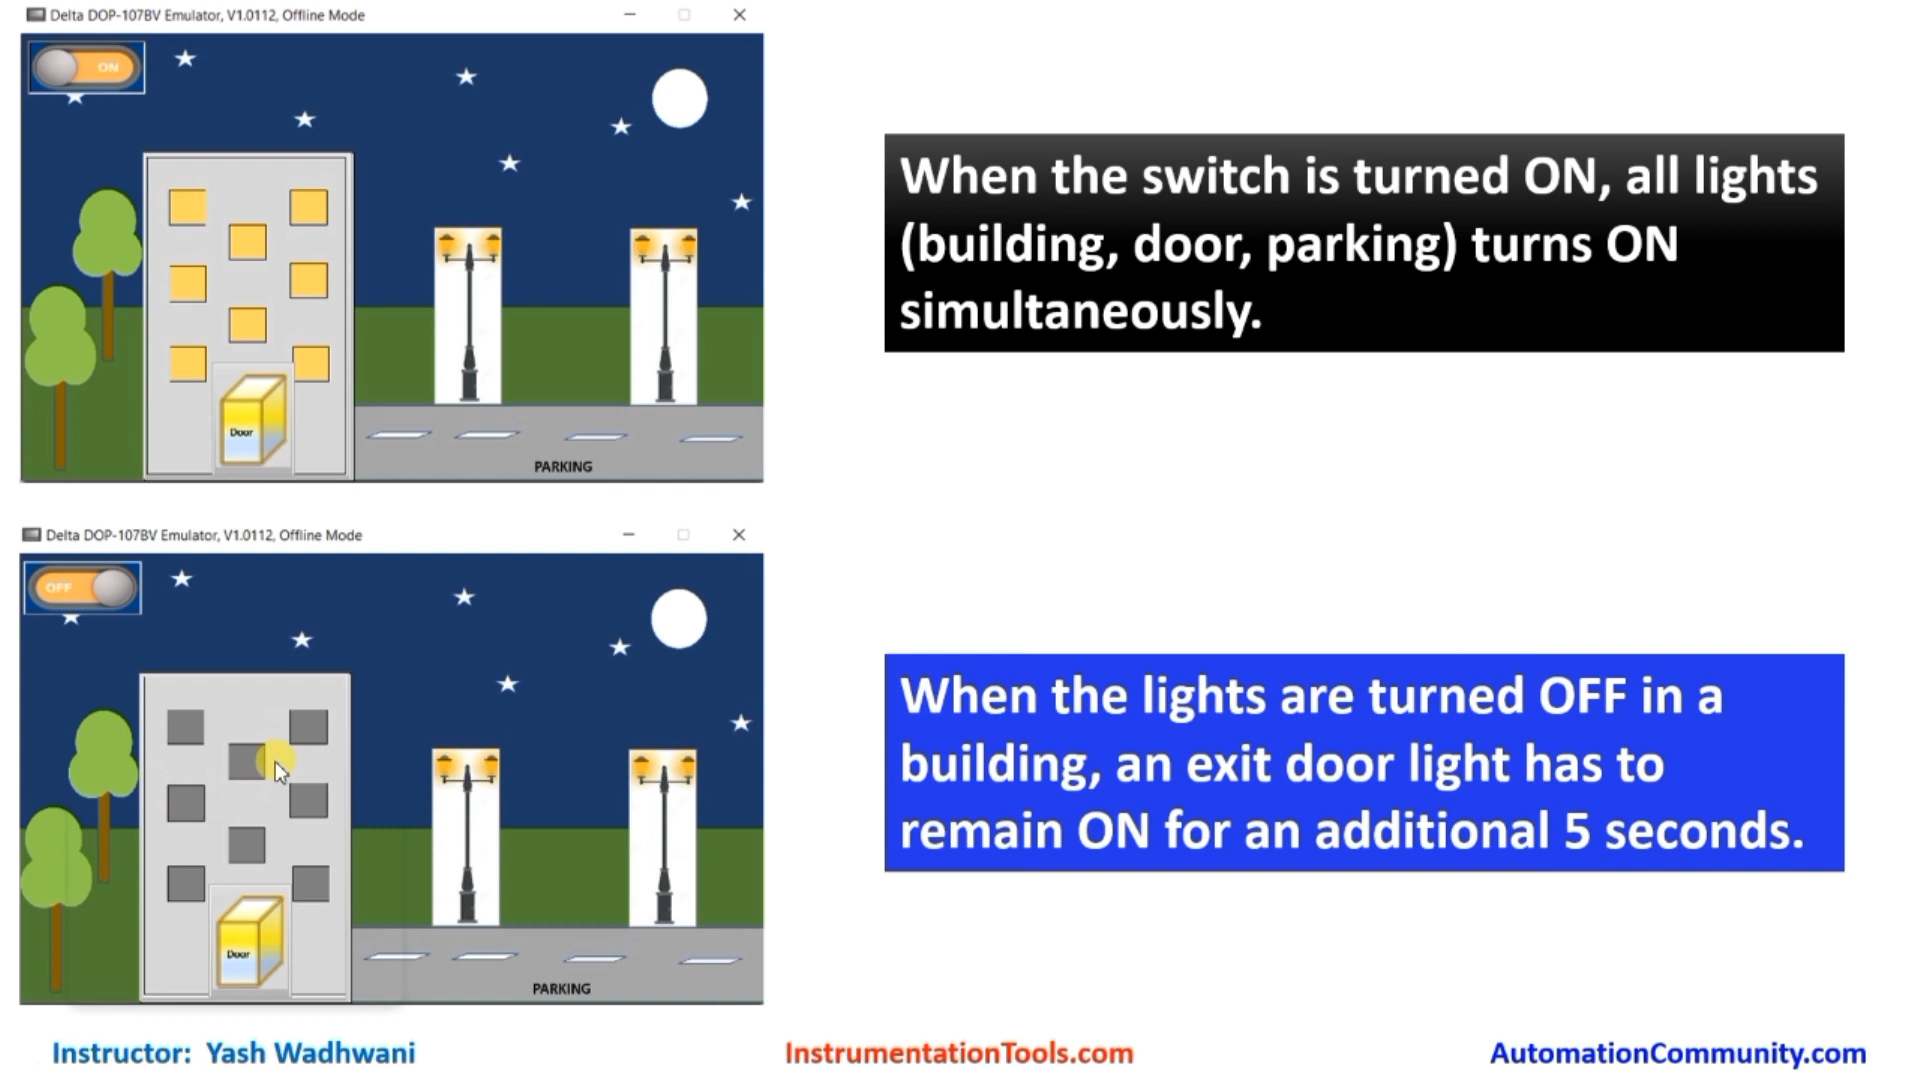 Delta DOP-107BV Emulator, V1.0112, Offline Mode
ON
Door
PARKING
When the switch is turned ON, all lights
(building, door, parking) turns ON
simultaneously.
Delta DOP-107BV Emulator, V1.0112, Offline Mode
OFF
Door
PARKING
When the lights are turned OFF in a
building, an exit door light has to
remain ON for an additional 5 seconds.
Instructor: Yash Wadhwani
InstrumentationTools.com
AutomationCommunity.com